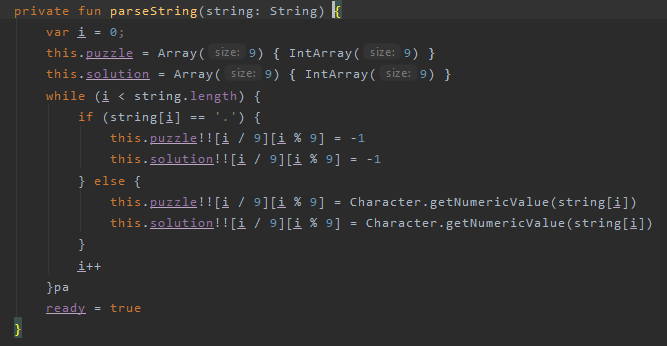 private fun parseString(string: String) {
    var i = 0;
    this.puzzle = Array( size: 9) { IntArray( size: 9) }
    this.solution = Array( size: 9) { IntArray( size: 9) }
    while (i < string.length) {
        if (string[i] == '.') {
            this.puzzle!![i / 9][i % 9] = -1
            this.solution!![i / 9][i % 9] = -1
        } else {
            this.puzzle!![i / 9][i % 9] = Character.getNumericValue(string[i])
            this.solution!![i / 9][i % 9] = Character.getNumericValue(string[i])
        }
        i++
    }pa
    ready = true
}